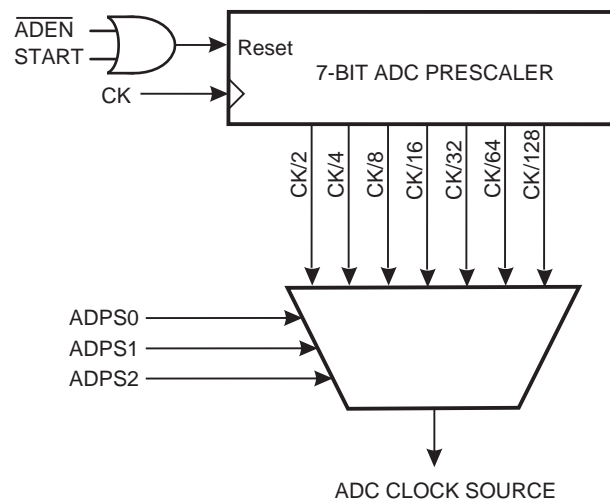 ADEN
START
Reset
7-BIT ADC PRESCALER
CK
CK/2
CK/4
CK/8
CK/16
CK/32
CK/64
CK/128
ADPS0
ADPS1
ADPS2
ADC CLOCK SOURCE